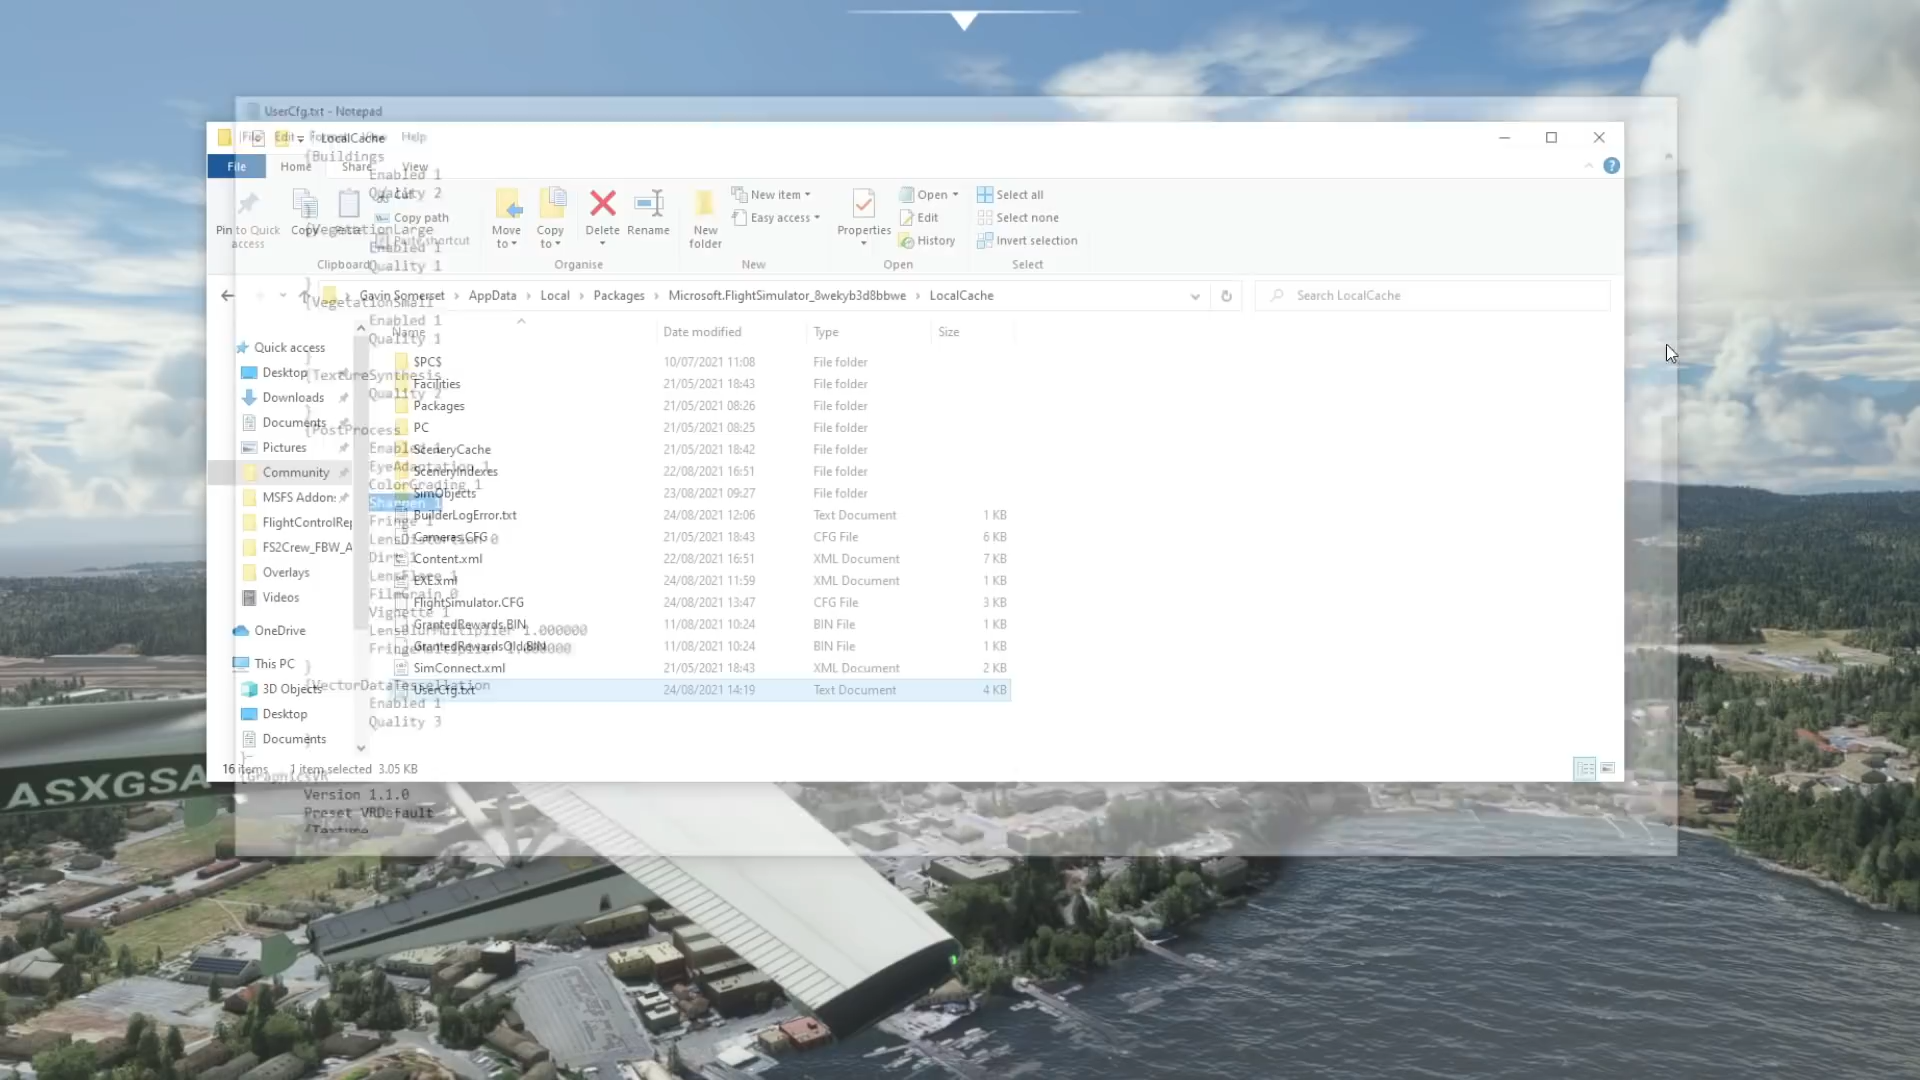 UserCfg.txt - Notepad
File Edit Format View Help
LocalCache
File Home Share View
Pin to Quick access
Copy
Paste
Cut
Copy path
Paste shortcut
Clipboard
Move to
Copy to
Delete
Rename
Organise
New folder
New item
Easy access
New
Properties
Open
Edit
History
Open
Select all
Select none
Invert selection
Select
Gavin Somerset › AppData › Local › Packages › Microsoft.FlightSimulator_8wekyb3d8bbwe › LocalCache
Search LocalCache
Quick access
Desktop
Downloads
Documents
Pictures
Community
MSFS Addon
FlightControlRep
FS2Crew_FBW_A
Overlays
Videos
OneDrive
This PC
3D Objects
Desktop
Documents
Name Date modified Type Size
$PC$ 10/07/2021 11:08 File folder
Facilities 21/05/2021 18:43 File folder
Packages 21/05/2021 08:26 File folder
PC 21/05/2021 08:25 File folder
SceneryCache 21/05/2021 18:42 File folder
SceneryIndexes 22/08/2021 16:51 File folder
SimObjects 23/08/2021 09:27 File folder
BuilderLogError.txt 24/08/2021 12:06 Text Document 1 KB
Cameras.CFG 21/05/2021 18:43 CFG File 6 KB
Content.xml 22/08/2021 16:51 XML Document 7 KB
EXE.xml 24/08/2021 11:59 XML Document 1 KB
FlightSimulator.CFG 24/08/2021 13:47 CFG File 3 KB
GrantedRewards.BIN 11/08/2021 10:24 BIN File 1 KB
GrantedRewardsOld.BIN 11/08/2021 10:24 BIN File 1 KB
SimConnect.xml 21/05/2021 18:43 XML Document 2 KB
UserCfg.txt 24/08/2021 14:19 Text Document 4 KB
16 items 1 item selected 3.05 KB
{Buildings
Enabled 1
Quality 2
}
{VegetationLarge
Enabled 1
Quality 1
}
{VegetationSmall
Enabled 1
Quality 1
}
{TextureSynthesis
Quality 2
}
{PostProcess
Enabled 1
EyeAdaptation 1
ColorGrading 1
Sharpen 1
Fringe 1
LensDistortion 0
Dirt 1
LensFlare 1
FilmGrain 0
Vignette 1
LensBlurMultiplier 1.000000
FringeMultiplier 1.000000
}
{VectorDataTessellation
Enabled 1
Quality 3
}
}
{GraphicsVR
Version 1.1.0
Preset VRDefault
{Texture
ASXGSA